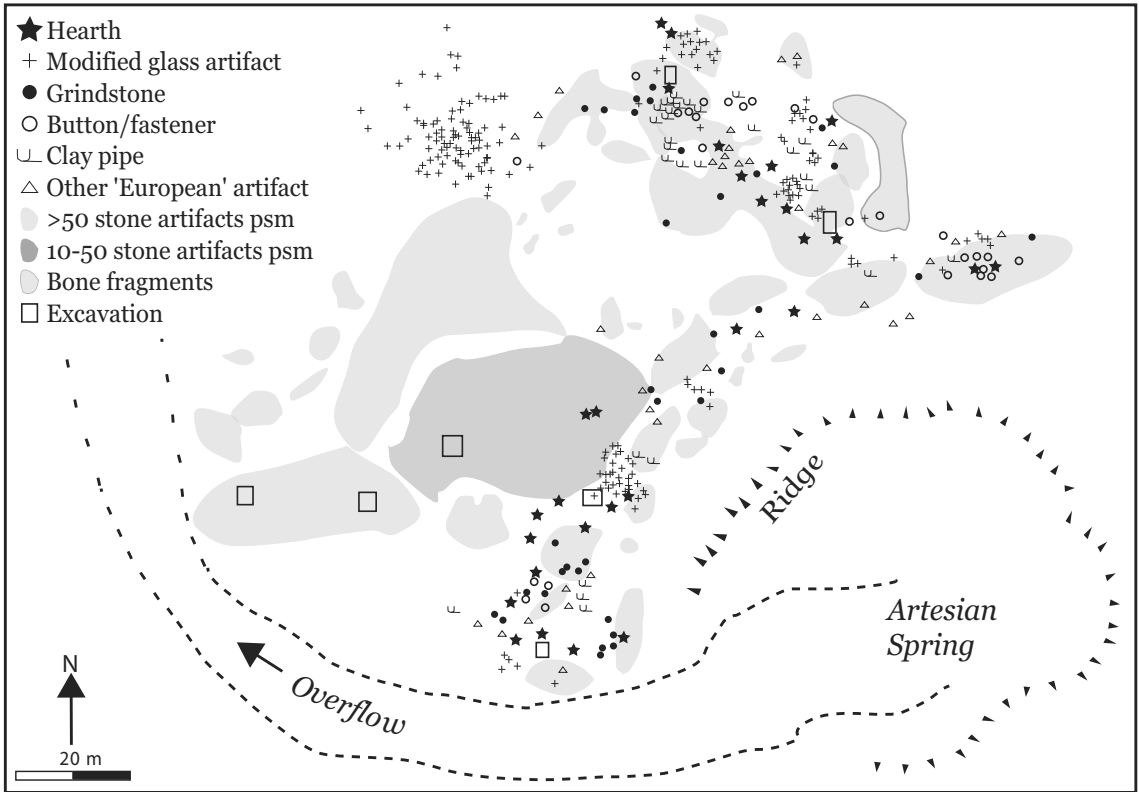 Hearth
Modified glass artifact
Grindstone
Button/fastener
Clay pipe
Other 'European' artifact
>50 stone artifacts psm
10-50 stone artifacts psm
Bone fragments
Excavation
Ridge
Artesian
Spring
Overflow
N
20 m